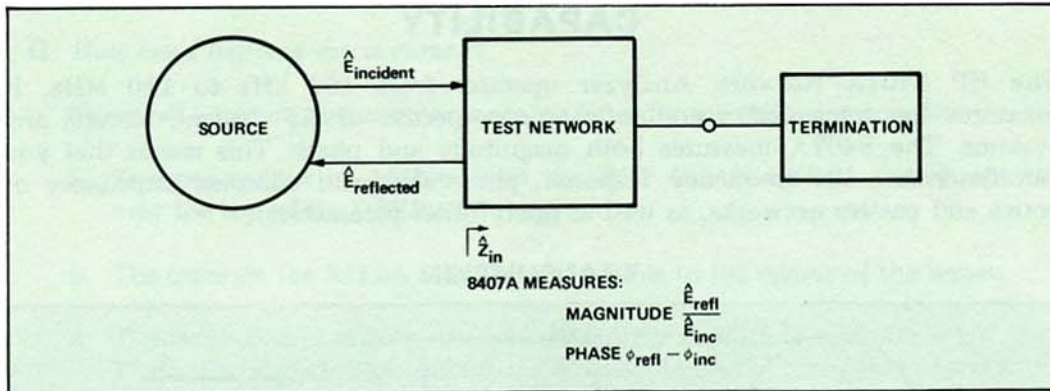 Ê incident
SOURCE
TEST NETWORK
TERMINATION
Ê reflected
Ẑ in
8407A MEASURES:
MAGNITUDE Ê refl / Ê inc
PHASE ϕ refl − ϕ inc